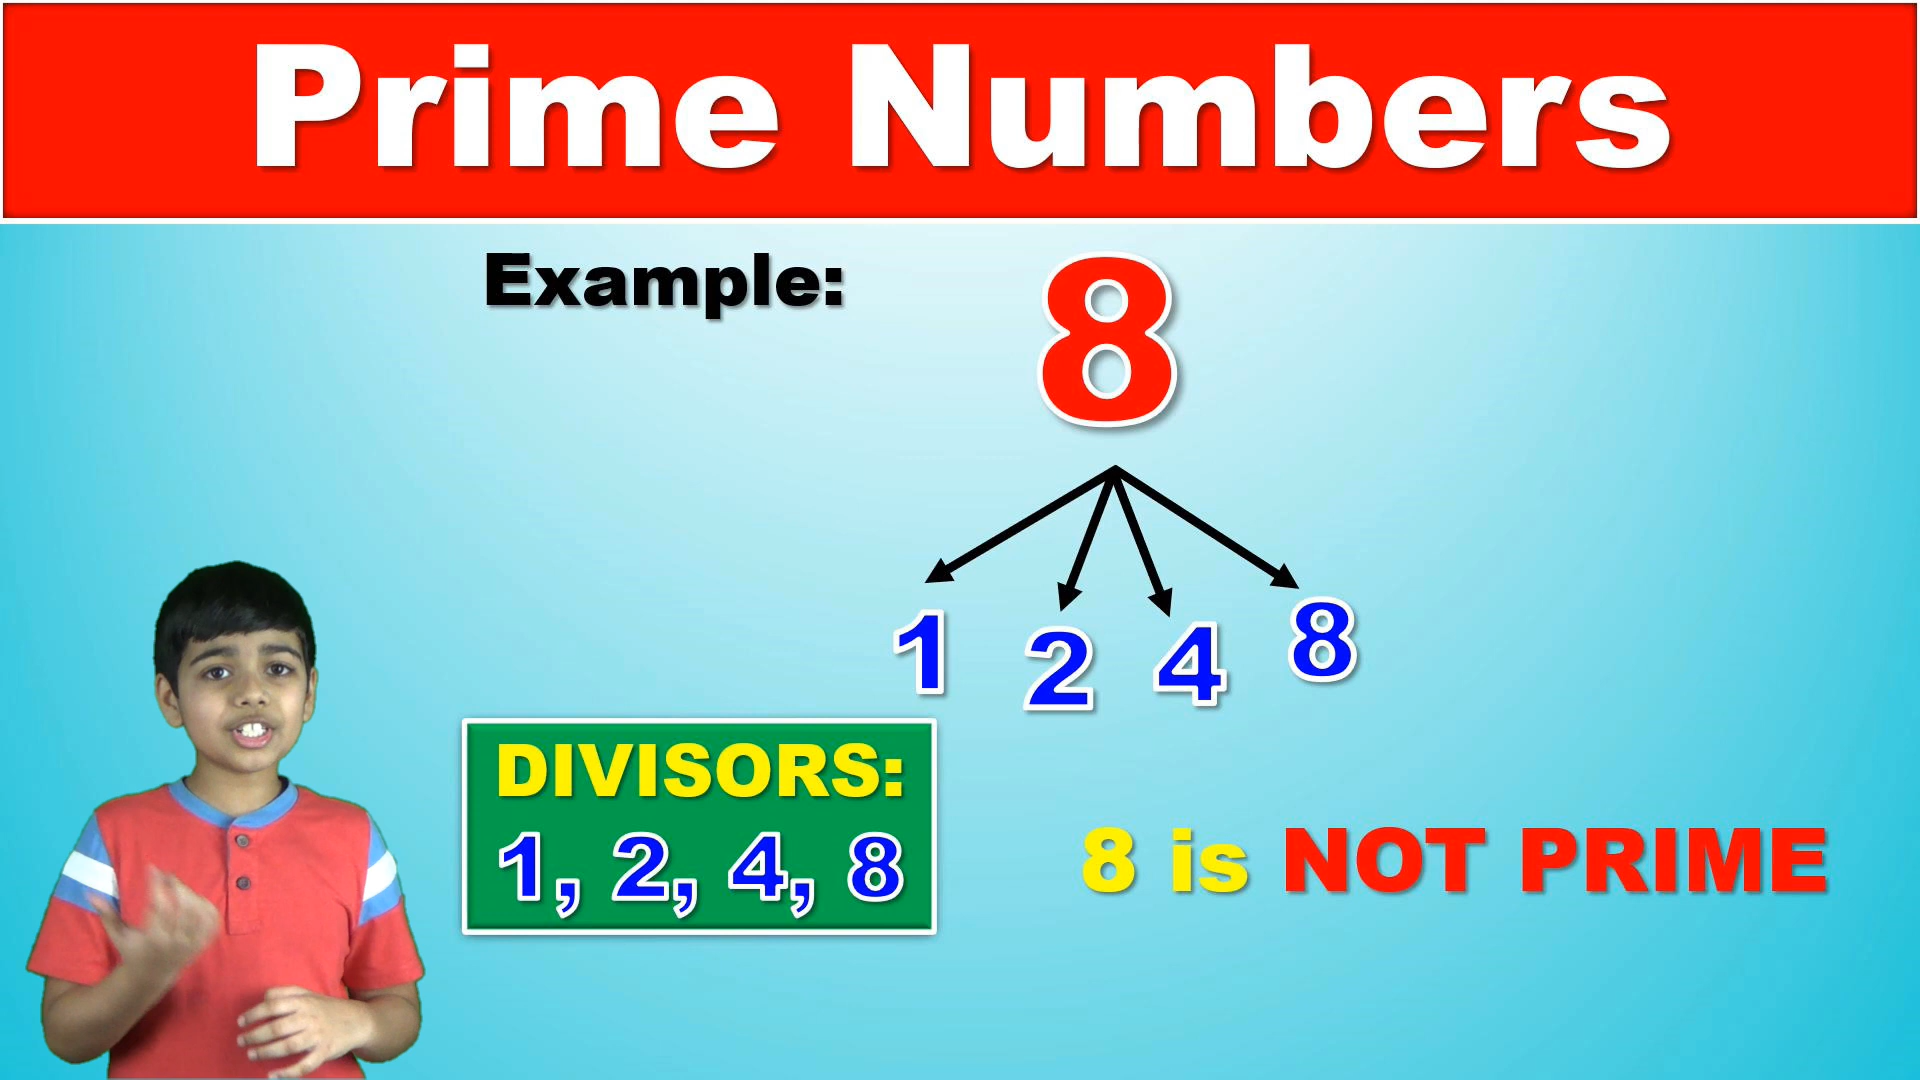 Prime Numbers
Example:
8
1 2 4 8
DIVISORS:
1, 2, 4, 8
8 is NOT PRIME